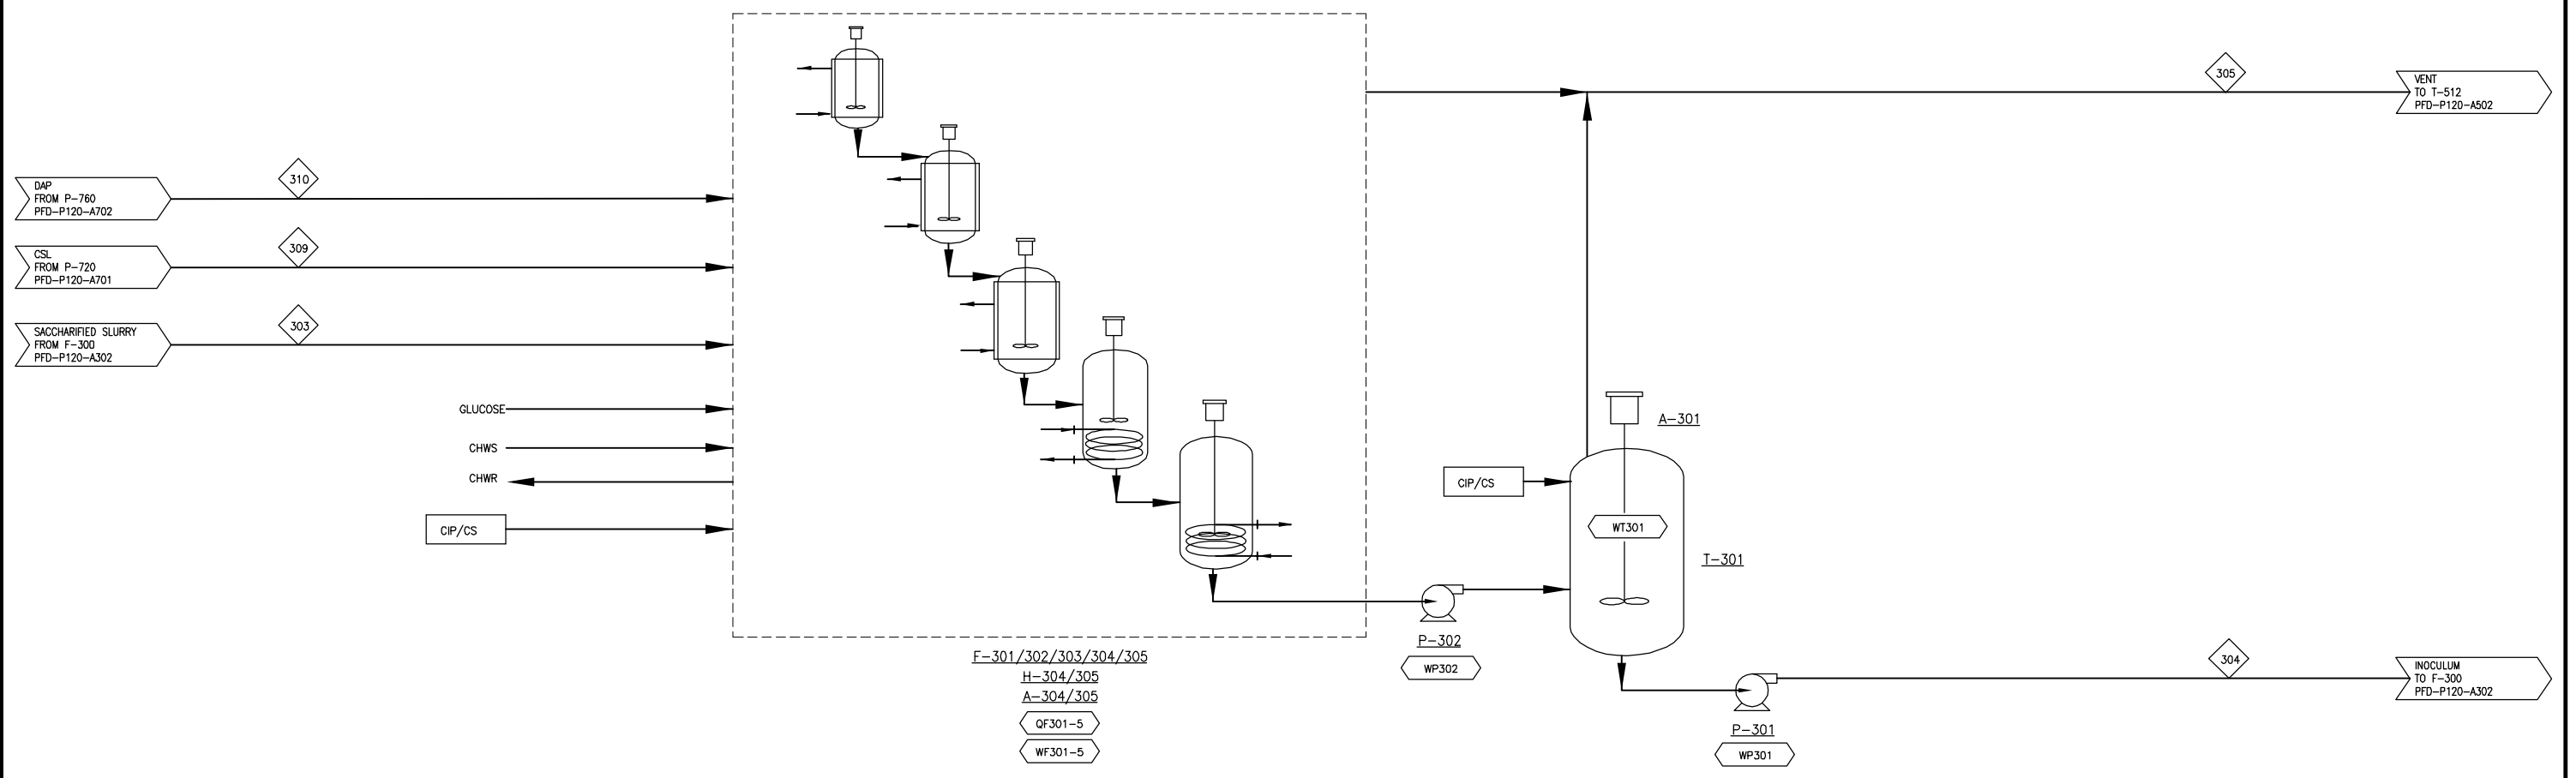 305
VENT
TO T-512
PFD-P120-A502
310
DAP
FROM P-760
PFD-P120-A702
309
CSL
FROM P-720
PFD-P120-A701
303
SACCHARIFIED SLURRY
FROM F-300
PFD-P120-A302
GLUCOSE
CHWS
CHWR
CIP/CS
A-301
CIP/CS
WT301
T-301
P-302
WP302
F-301/302/303/304/305
H-304/305
A-304/305
QF301-5
WF301-5
304
INOCULUM
TO F-300
PFD-P120-A302
P-301
WP301